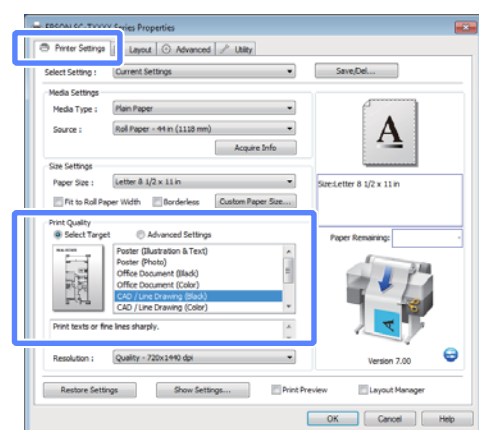 EPSON SC-TXXXX Series Properties
Printer Settings Layout Advanced Utility
Select Setting : Current Settings Save/Del...
Media Settings
Media Type : Plain Paper
Source : Roll Paper - 44 in (1118 mm)
Acquire Info
Size Settings
Paper Size : Letter 8 1/2 x 11 in
Fit to Roll Paper Width Borderless Custom Paper Size...
A
Size:Letter 8 1/2 x 11 in
Print Quality
Select Target Advanced Settings
Poster (Illustration & Text)
Poster (Photo)
Office Document (Black)
Office Document (Color)
CAD / Line Drawing (Black)
CAD / Line Drawing (Color)
Print texts or fine lines sharply.
Paper Remaining: -
A
Resolution : Quality - 720x1440 dpi
Version 7.00
Restore Settings Show Settings... Print Preview Layout Manager
OK Cancel Help